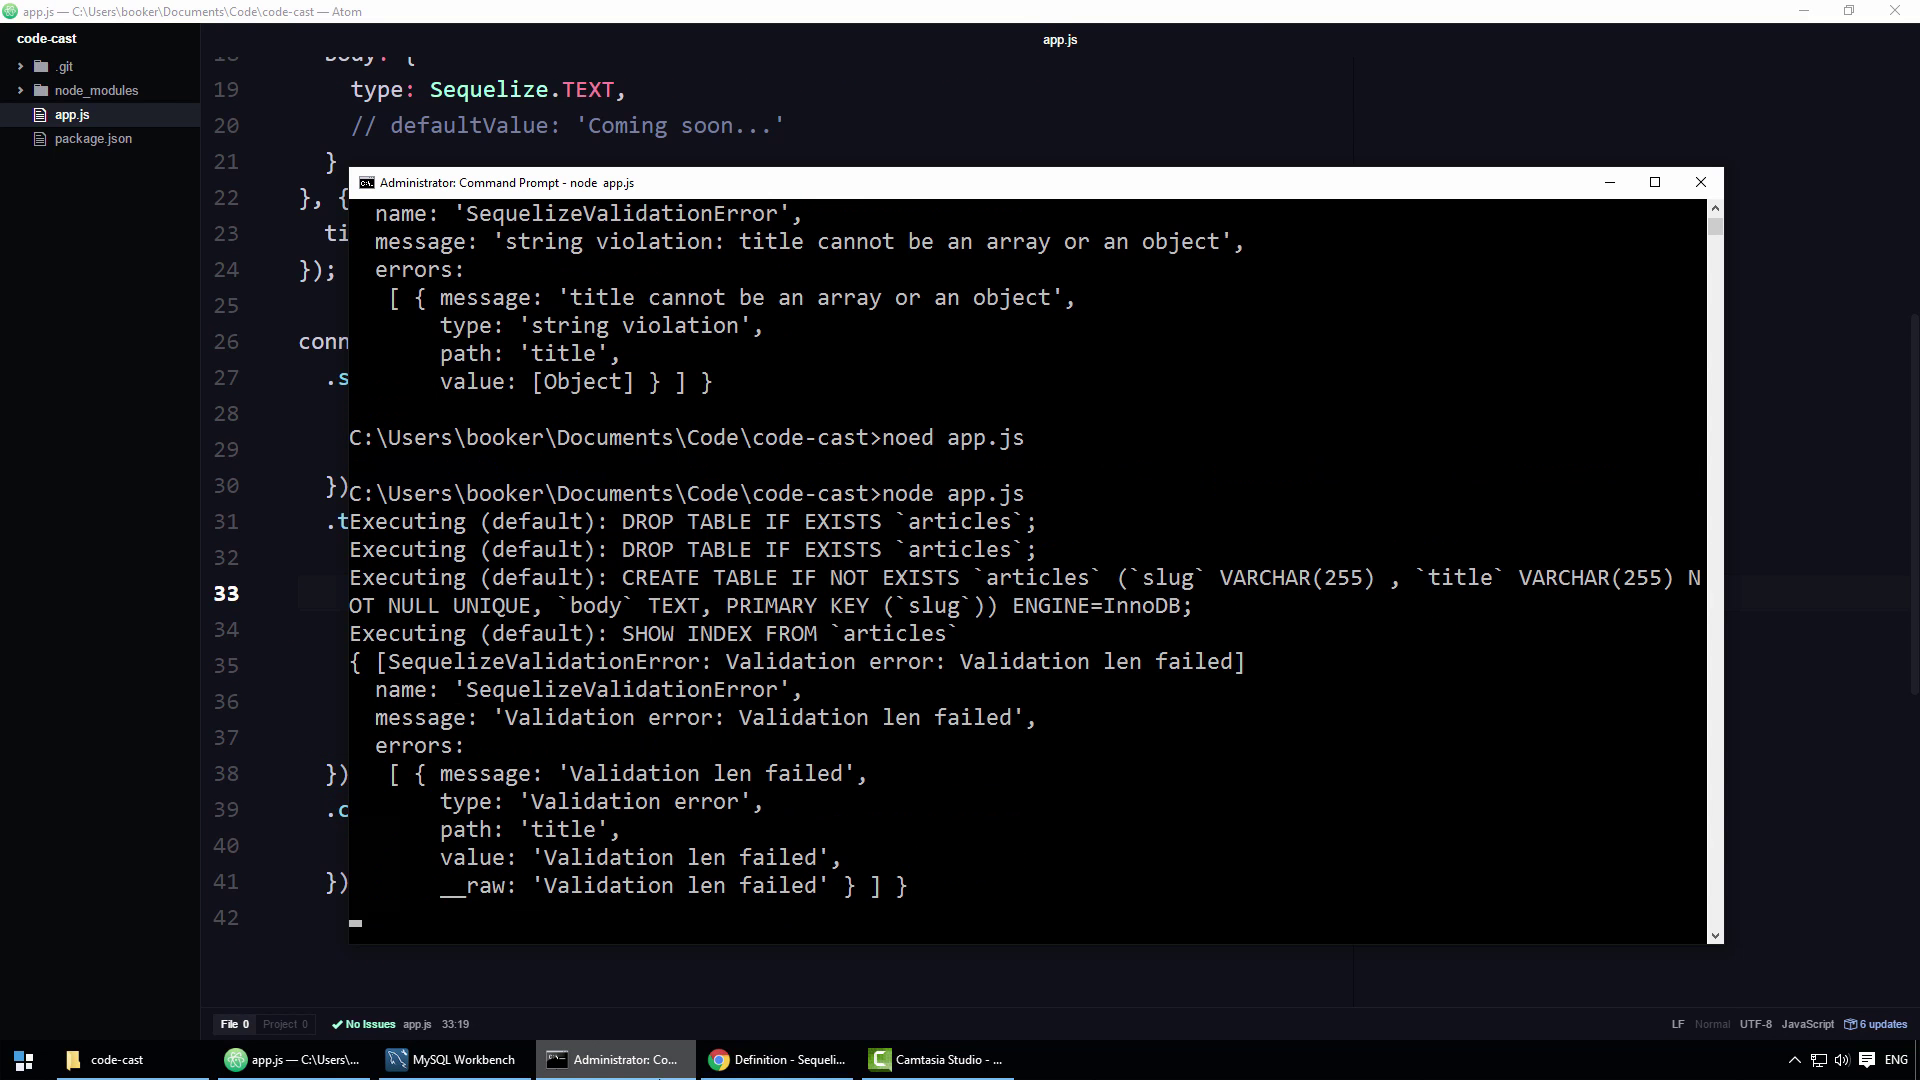 app.js — C:\Users\booker\Documents\Code\code-cast — Atom
code-cast
.git
node_modules
app.js
package.json
app.js
18 body: {
19 type: Sequelize.TEXT,
20 // defaultValue: 'Coming soon...'
21 }
22 }, {
23 ti
24 });
25
26 conn
27 .s
28
29
30 })
31 .t
32
33
34
35
36
37
38 })
39 .c
40
41 })
42
Administrator: Command Prompt - node  app.js
name: 'SequelizeValidationError',
message: 'string violation: title cannot be an array or an object',
errors:
[ { message: 'title cannot be an array or an object',
type: 'string violation',
path: 'title',
value: [Object] } ] }
C:\Users\booker\Documents\Code\code-cast>noed app.js
C:\Users\booker\Documents\Code\code-cast>node app.js
Executing (default): DROP TABLE IF EXISTS `articles`;
Executing (default): DROP TABLE IF EXISTS `articles`;
Executing (default): CREATE TABLE IF NOT EXISTS `articles` (`slug` VARCHAR(255) , `title` VARCHAR(255) N
OT NULL UNIQUE, `body` TEXT, PRIMARY KEY (`slug`)) ENGINE=InnoDB;
Executing (default): SHOW INDEX FROM `articles`
{ [SequelizeValidationError: Validation error: Validation len failed]
name: 'SequelizeValidationError',
message: 'Validation error: Validation len failed',
errors:
[ { message: 'Validation len failed',
type: 'Validation error',
path: 'title',
value: 'Validation len failed',
__raw: 'Validation len failed' } ] }
File 0 Project 0 No Issues app.js 33:19
LF Normal UTF-8 JavaScript 6 updates
code-cast
app.js — C:\Users\...
MySQL Workbench
Administrator: Co...
Definition - Sequeli...
Camtasia Studio - ...
ENG